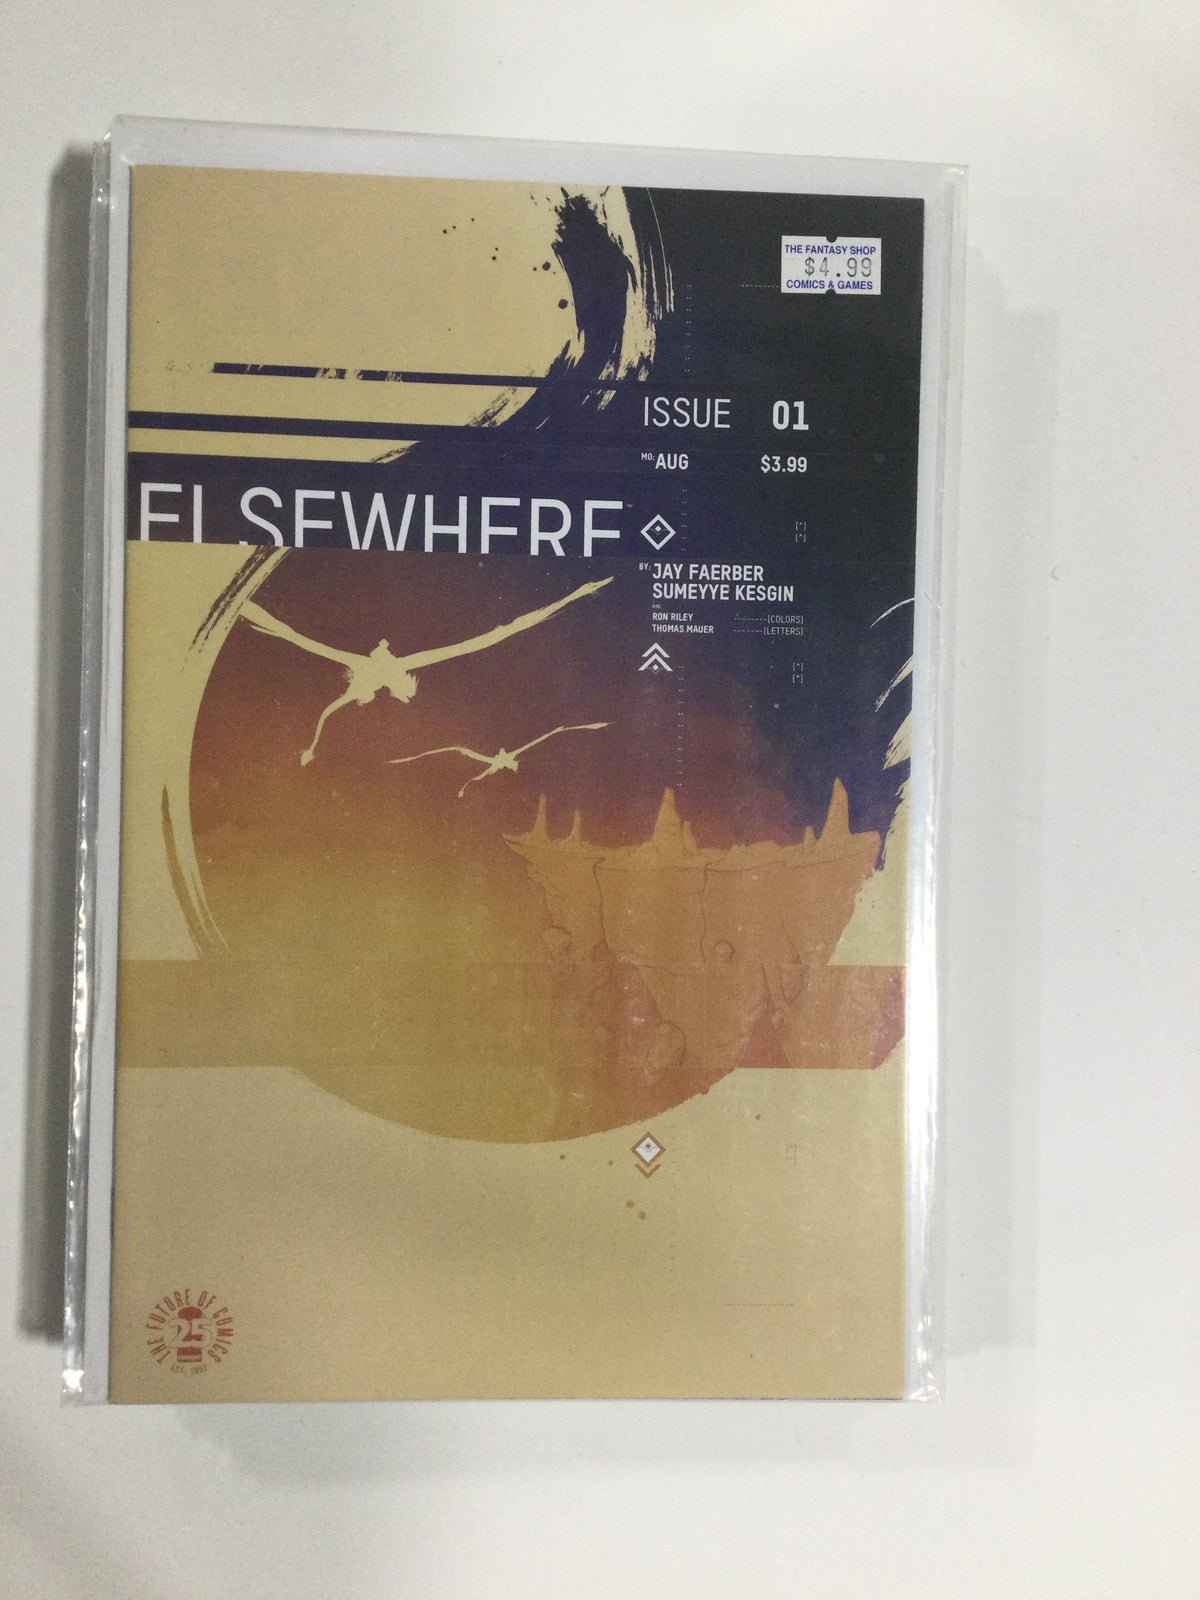 THE FANTASY SHOP
$4.99
COMICS & GAMES
ISSUE 01
MO: AUG $3.99
ELSEWHERE™
[^]
[^]
BY: JAY FAERBER
SUMEYYE KESGIN
AND
RON RILEY --------(COLORS)
THOMAS MAUER -------(LETTERS)
[^]
[^]
THE FUTURE OF COMICS
25
EST. 1992